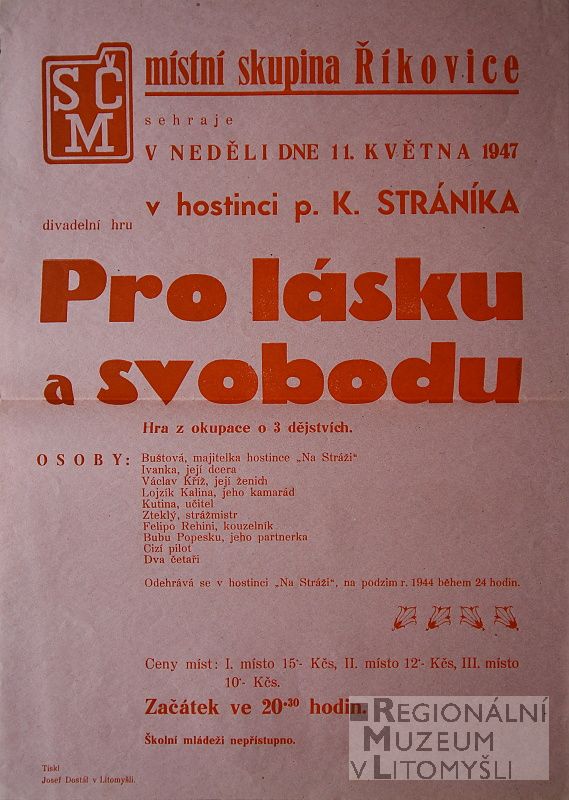 SČM
místní skupina Říkovice
sehraje
V NEDĚLI DNE 11. KVĚTNA 1947
v hostinci p. K. STRÁNÍKA
divadelní hru
Pro lásku
a svobodu
Hra z okupace o 3 dějstvích.
OSOBY: Buštová, majitelka hostince „Na Stráži"
Ivanka, její dcera
Václav Kříž, její ženich
Lojzík Kalina, jeho kamarád
Kutina, učitel
Zteklý, strážmistr
Felipo Rehini, kouzelník
Bubu Popesku, jeho partnerka
Cizí pilot
Dva četaři
Odehrává se v hostinci „Na Stráži", na podzim r. 1944 během 24 hodin.
Ceny míst: I. místo 15·- Kčs, II. místo 12·- Kčs, III. místo
10·- Kčs.
Začátek ve 20·30 hodin.
Školní mládeži nepřístupno.
Tiskl
Josef Dostál v Litomyšli.
REGIONÁLNÍ
MUZEUM
V LITOMYŠLI